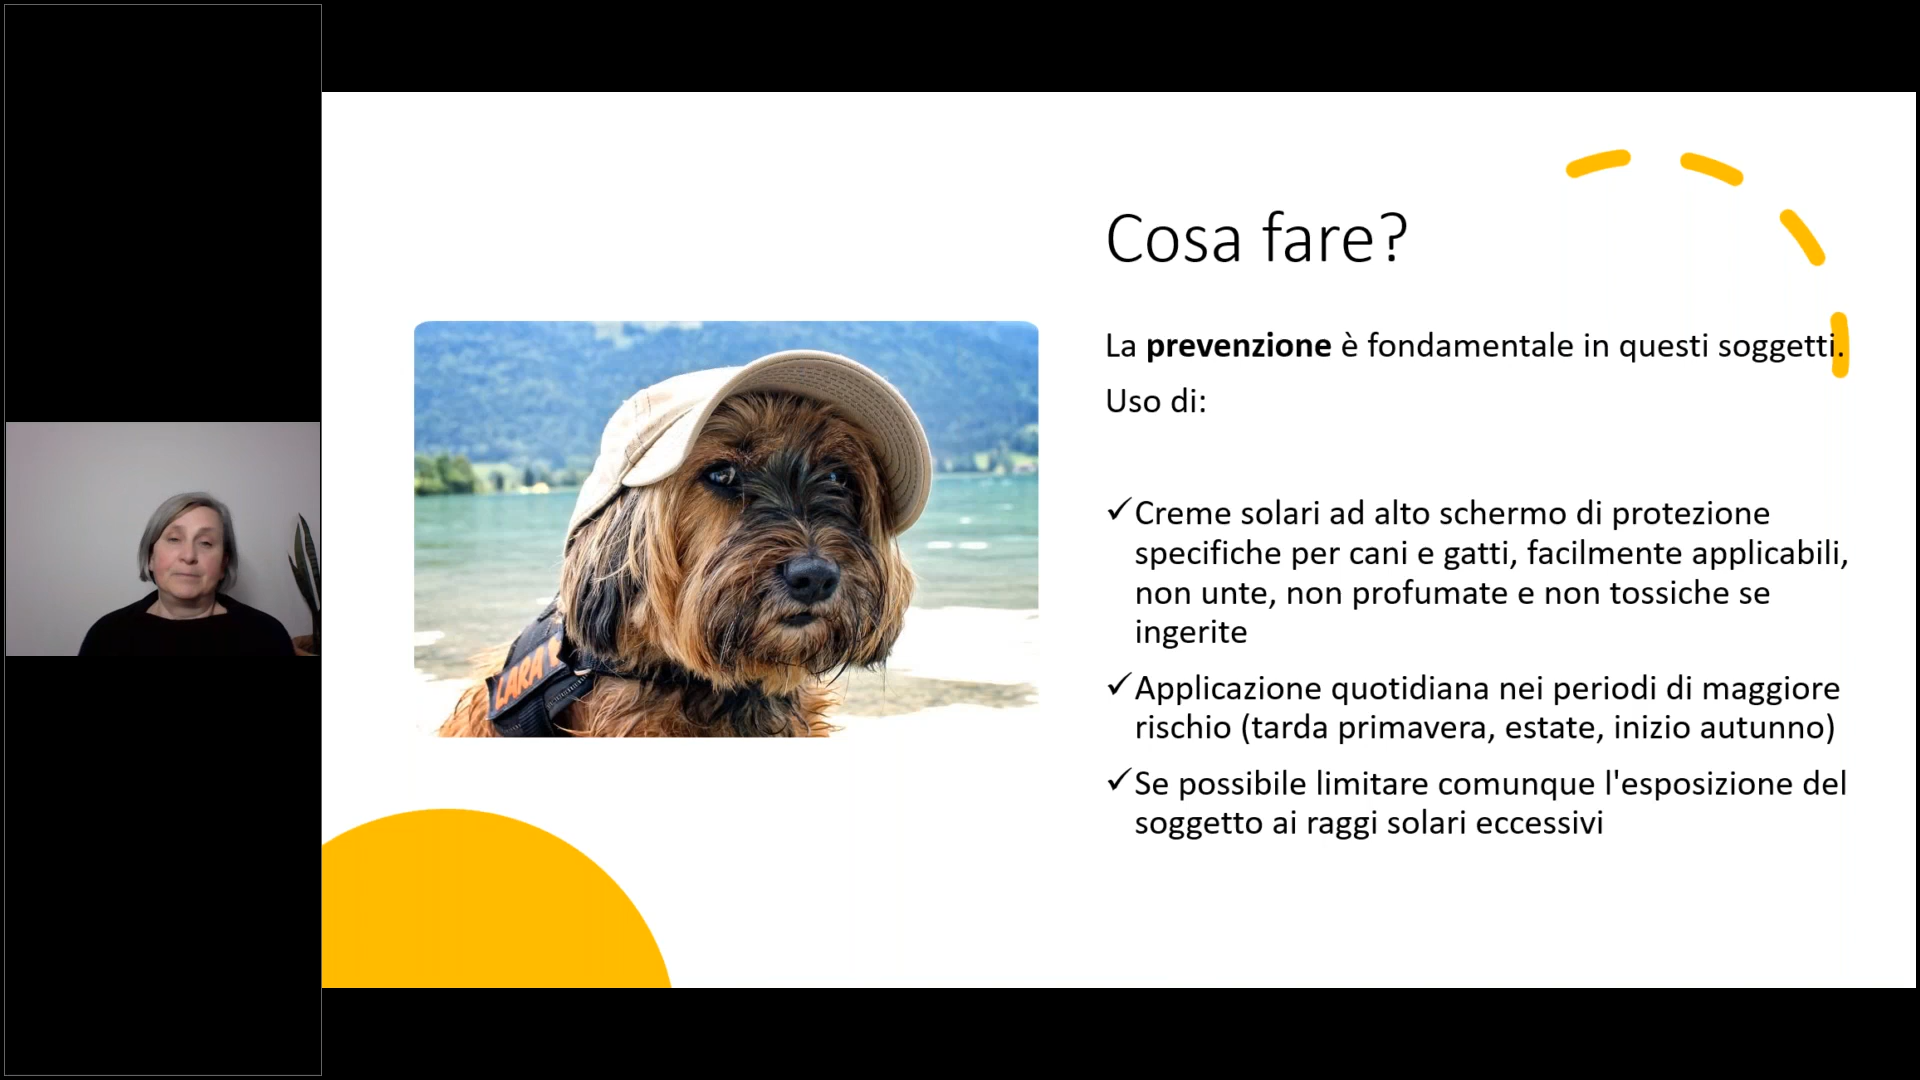 Cosa fare?
La prevenzione è fondamentale in questi soggetti.
Uso di:
✓Creme solari ad alto schermo di protezione
specifiche per cani e gatti, facilmente applicabili,
non unte, non profumate e non tossiche se
ingerite
✓Applicazione quotidiana nei periodi di maggiore
rischio (tarda primavera, estate, inizio autunno)
✓Se possibile limitare comunque l'esposizione del
soggetto ai raggi solari eccessivi
LARA